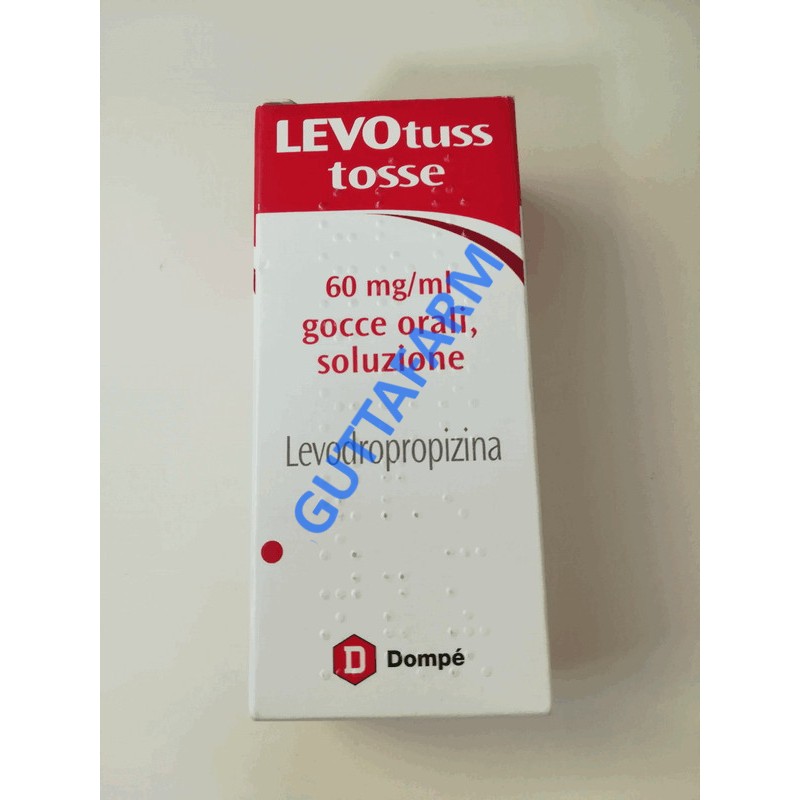 LEVOtuss
tosse
60 mg/ml
gocce orali,
soluzione
Levodropropizina
GUTTAFARM
D Dompé